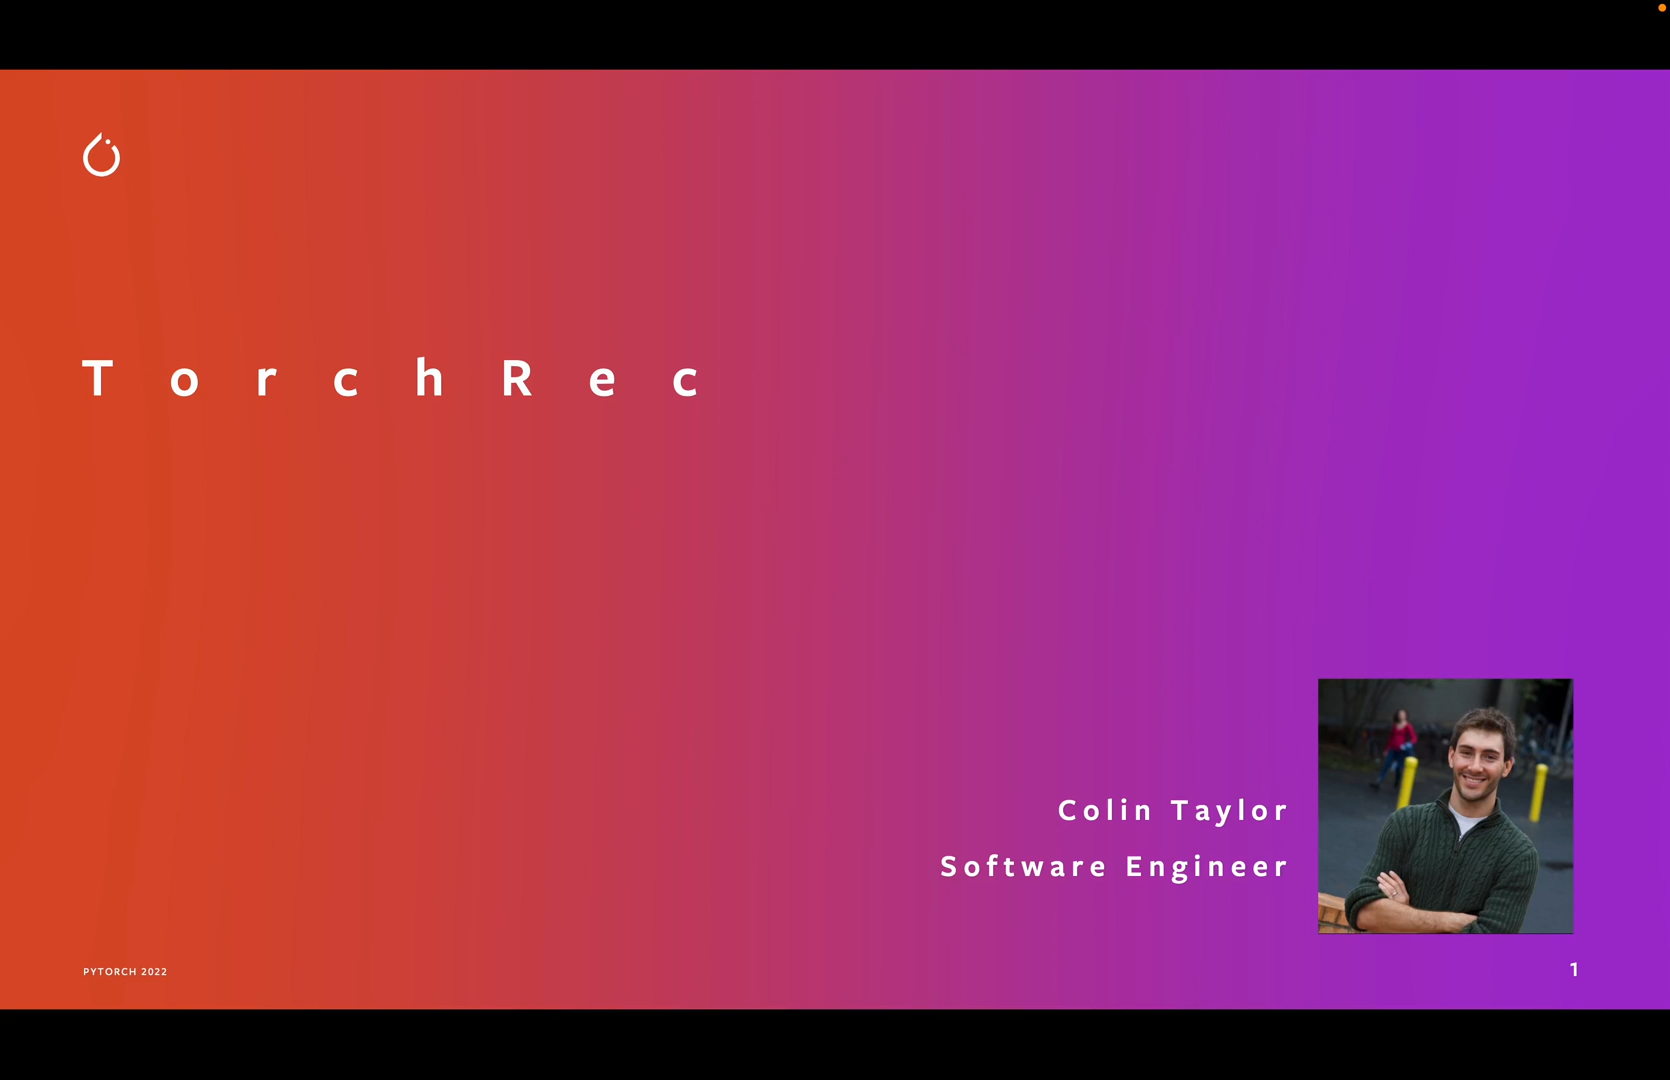 TorchRec
Colin Taylor
Software Engineer
PYTORCH 2022
1